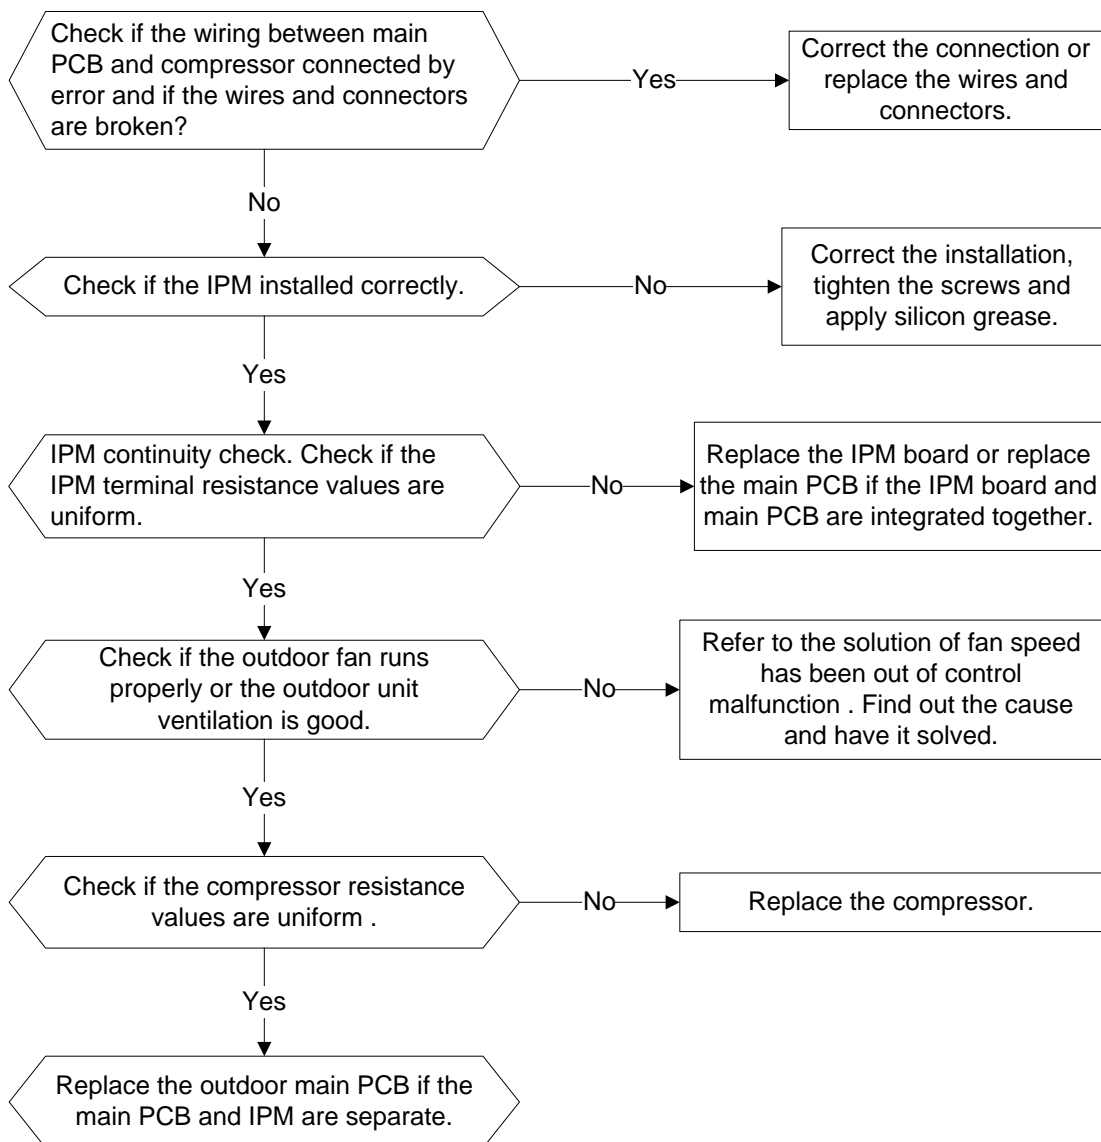 Check if the wiring between main
PCB and compressor connected by
error and if the wires and connectors
are broken?
Yes
Correct the connection or
replace the wires and
connectors.
No
Check if the IPM installed correctly.
No
Correct the installation,
tighten the screws and
apply silicon grease.
Yes
IPM continuity check. Check if the
IPM terminal resistance values are
uniform.
No
Replace the IPM board or replace
the main PCB if the IPM board and
main PCB are integrated together.
Yes
Check if the outdoor fan runs
properly or the outdoor unit
ventilation is good.
No
Refer to the solution of fan speed
has been out of control
malfunction . Find out the cause
and have it solved.
Yes
Check if the compressor resistance
values are uniform .
No
Replace the compressor.
Yes
Replace the outdoor main PCB if the
main PCB and IPM are separate.